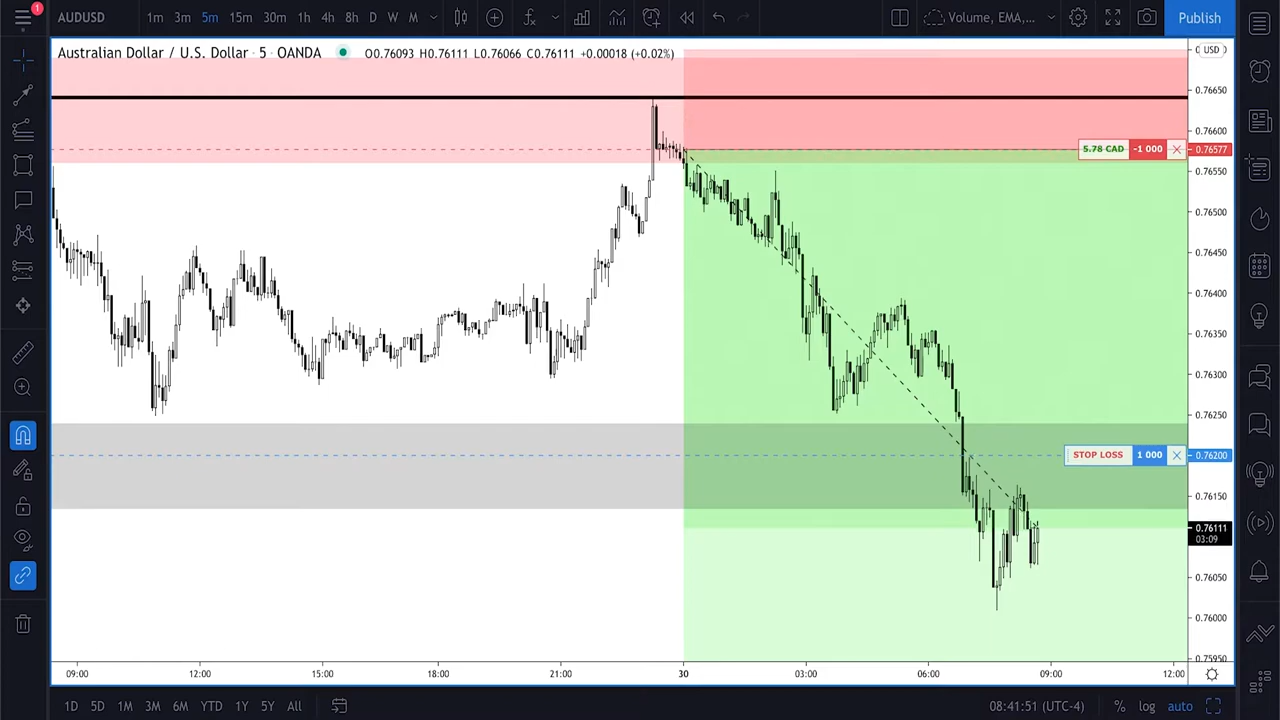 1
AUDUSD 1m 3m 5m 15m 30m 1h 4h 8h D W M Volume, EMA,... Publish
Australian Dollar / U.S. Dollar · 5 · OANDA O0.76093 H0.76111 L0.76066 C0.76111 +0.00018 (+0.02%)
USD
0.76650
0.76600
5.78 CAD -1 000 0.76577
0.76550
0.76500
0.76450
0.76400
0.76350
0.76300
0.76250
STOP LOSS 1 000 0.76200
0.76150
0.76111
03:09
0.76050
0.76000
0.75950
09:00 12:00 15:00 18:00 21:00 30 03:00 06:00 09:00 12:00
1D 5D 1M 3M 6M YTD 1Y 5Y All 08:41:51 (UTC-4) % log auto